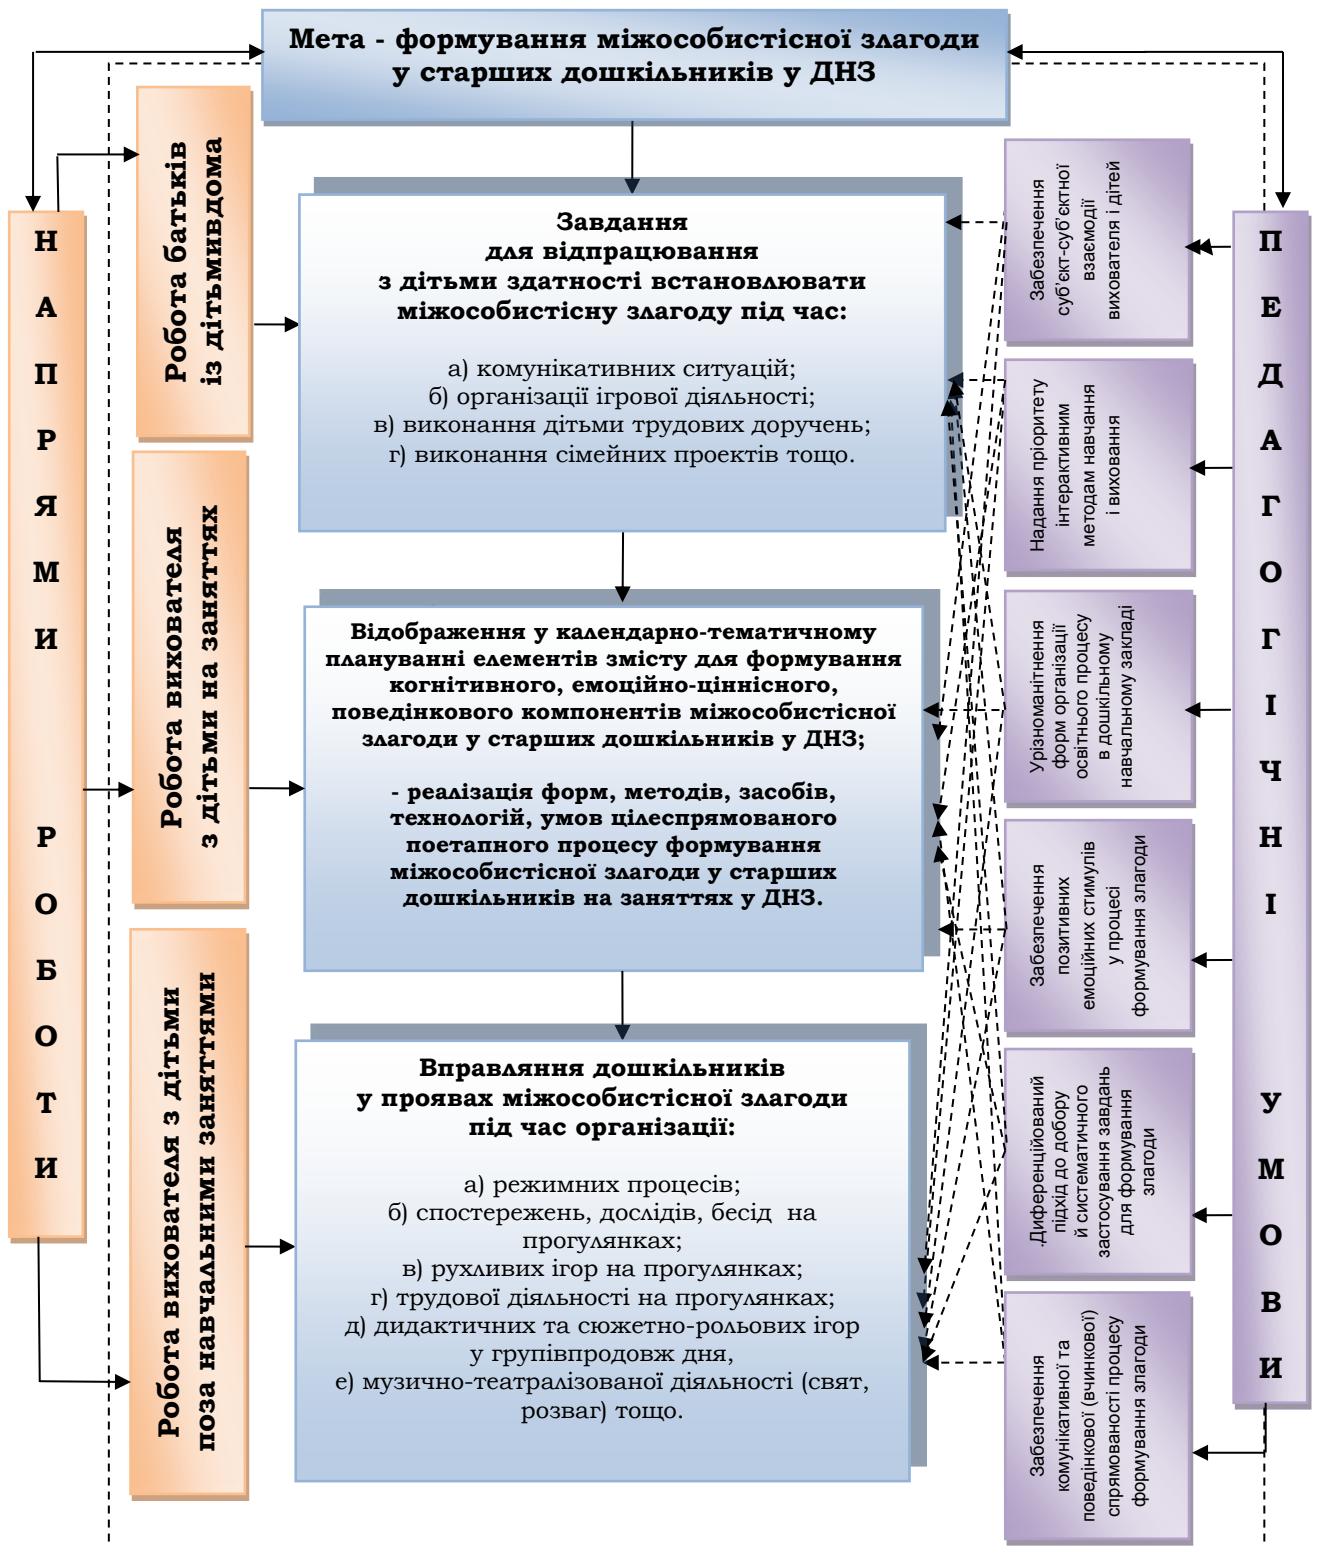 Мета - формування міжособистісної злагоди
у старших дошкільників у ДНЗ
НАПРЯМИ РОБОТИ
Робота батьків
із дітьмивдома
Робота вихователя
з дітьми на заняттях
Робота вихователя з дітьми
поза навчальними заняттями
Завдання
для відпрацювання
з дітьми здатності встановлювати
міжособистісну злагоду під час:
а) комунікативних ситуацій;
б) організації ігрової діяльності;
в) виконання дітьми трудових доручень;
г) виконання сімейних проектів тощо.
Відображення у календарно-тематичному
плануванні елементів змісту для формування
когнітивного, емоційно-ціннісного,
поведінкового компонентів міжособистісної
злагоди у старших дошкільників у ДНЗ;
- реалізація форм, методів, засобів,
технологій, умов цілеспрямованого
поетапного процесу формування
міжособистісної злагоди у старших
дошкільників на заняттях у ДНЗ.
Вправляння дошкільників
у проявах міжособистісної злагоди
під час організації:
а) режимних процесів;
б) спостережень, дослідів, бесід на
прогулянках;
в) рухливих ігор на прогулянках;
г) трудової діяльності на прогулянках;
д) дидактичних та сюжетно-рольових ігор
у групівпродовж дня,
е) музично-театралізованої діяльності (свят,
розваг) тощо.
Забезпечення
суб'єкт-суб'єктної
взаємодії
вихователя і дітей
Надання пріоритету
інтерактивним
методам навчання
і виховання
Урізноманітнення
форм організації
освітнього процесу
в дошкільному
навчальному закладі
Забезпечення
позитивних
емоційних стимулів
у процесі
формування злагоди
.Диференційований
підхід до добору
й систематичного
застосування завдань
для формування
злагоди
Забезпечення
комунікативної та
поведінкової (вчинкової)
спрямованості процесу
формування злагоди
ПЕДАГОГІЧНІ УМОВИ